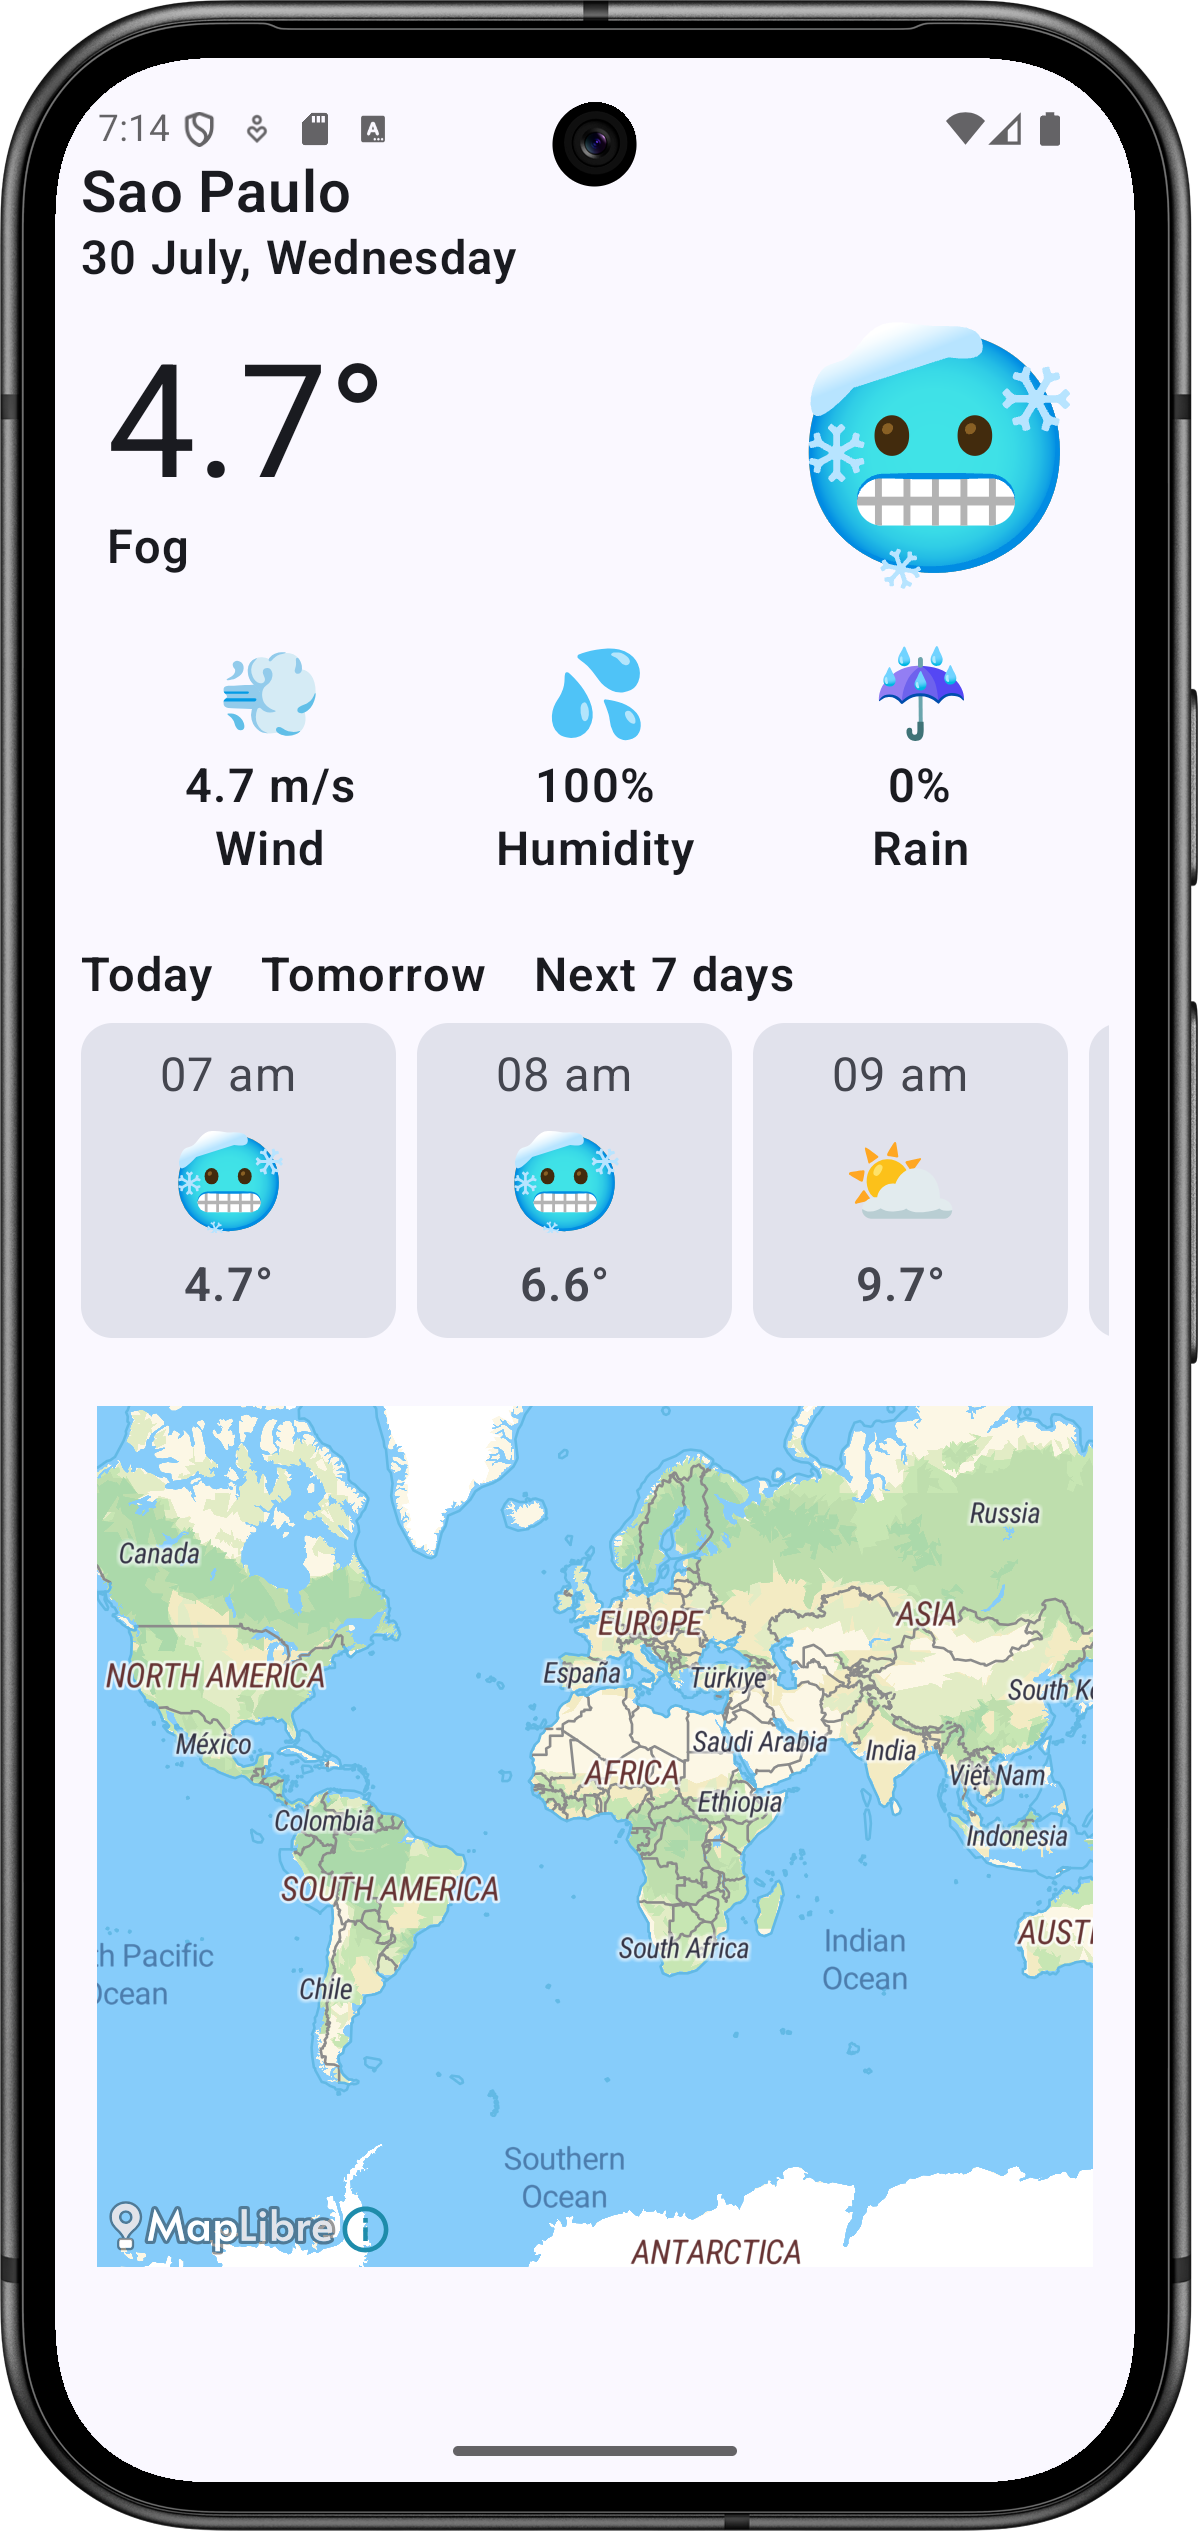 7:14
Sao Paulo
30 July, Wednesday
4.7°
Fog
4.7 m/s
100%
0%
Wind
Humidity
Rain
Today
Tomorrow
Next 7 days
07 am
08 am
09 am
4.7°
6.6°
9.7°
Russia
Canada
EUROPE
ASIA
NORTH AMERICA
España
Türkiye
South Ko
México
Saudi Arabia
India
AFRICA
Việt Nam
Ethiopia
Colombia
Indonesia
SOUTH AMERICA
AUST
South Africa
Indian
Ocean
th Pacific
Ocean
Chile
Southern
Ocean
MapLibre
ANTARCTICA